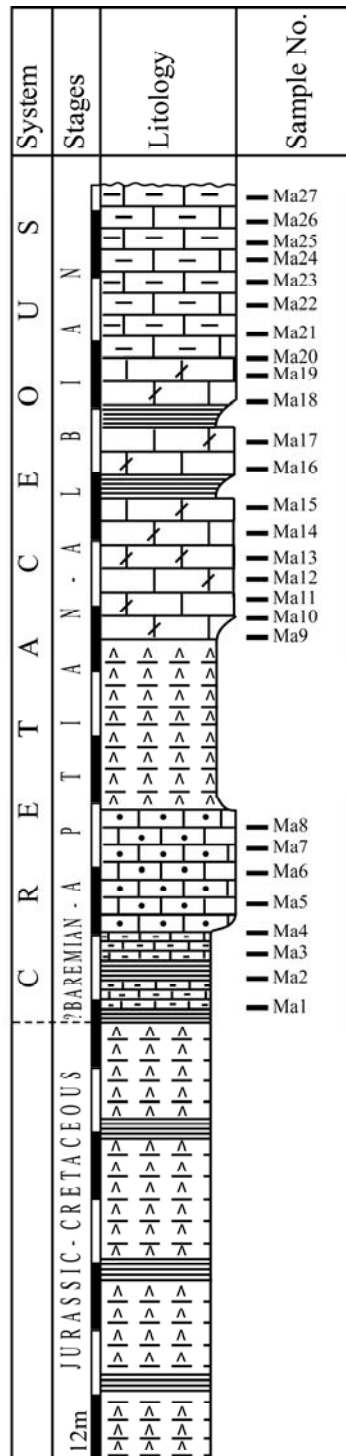 System
Stages
Litology
Sample No.
CRETACEOUS
?BAREMIAN - APTIAN - ALBIAN
JURASSIC - CRETACEOUS
12m
Ma27
Ma26
Ma25
Ma24
Ma23
Ma22
Ma21
Ma20
Ma19
Ma18
Ma17
Ma16
Ma15
Ma14
Ma13
Ma12
Ma11
Ma10
Ma9
Ma8
Ma7
Ma6
Ma5
Ma4
Ma3
Ma2
Ma1